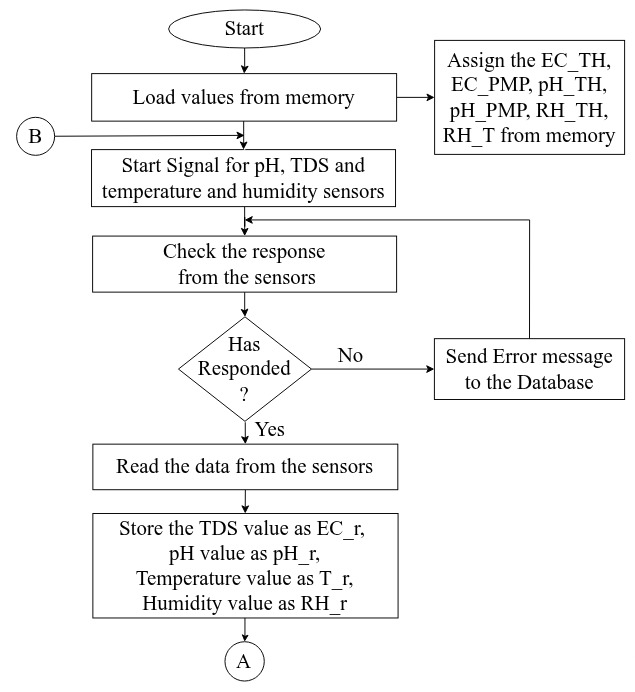 Start
Load values from memory
Assign the EC_TH,
EC_PMP, pH_TH,
pH_PMP, RH_TH,
RH_T from memory
B
Start Signal for pH, TDS and
temperature and humidity sensors
Check the response
from the sensors
Has
Responded
?
No
Send Error message
to the Database
Yes
Read the data from the sensors
Store the TDS value as EC_r,
pH value as pH_r,
Temperature value as T_r,
Humidity value as RH_r
A